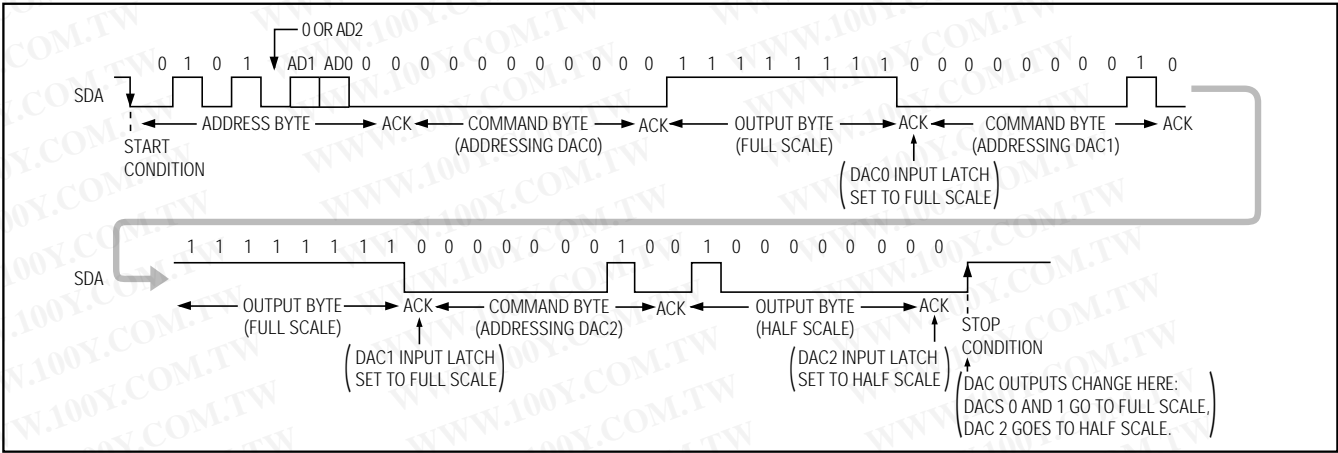 0 OR AD2
0 1 0 1 AD1 AD0 0 0 0 0 0 0 0 0 0 0 0 1 1 1 1 1 1 1 1 0 0 0 0 0 0 0 0 1 0
SDA
ADDRESS BYTE ACK COMMAND BYTE ACK OUTPUT BYTE ACK COMMAND BYTE ACK
(ADDRESSING DAC0) (FULL SCALE) (ADDRESSING DAC1)
START
CONDITION
(DAC0 INPUT LATCH
SET TO FULL SCALE)
1 1 1 1 1 1 1 1 0 0 0 0 0 0 0 1 0 0 1 0 0 0 0 0 0 0 0
SDA
OUTPUT BYTE ACK COMMAND BYTE ACK OUTPUT BYTE ACK
(FULL SCALE) (ADDRESSING DAC2) (HALF SCALE)
STOP
CONDITION
(DAC1 INPUT LATCH
SET TO FULL SCALE)
(DAC2 INPUT LATCH
SET TO HALF SCALE)
(DAC OUTPUTS CHANGE HERE:
DACS 0 AND 1 GO TO FULL SCALE,
DAC 2 GOES TO HALF SCALE.)
WWW.100Y.COM.TW